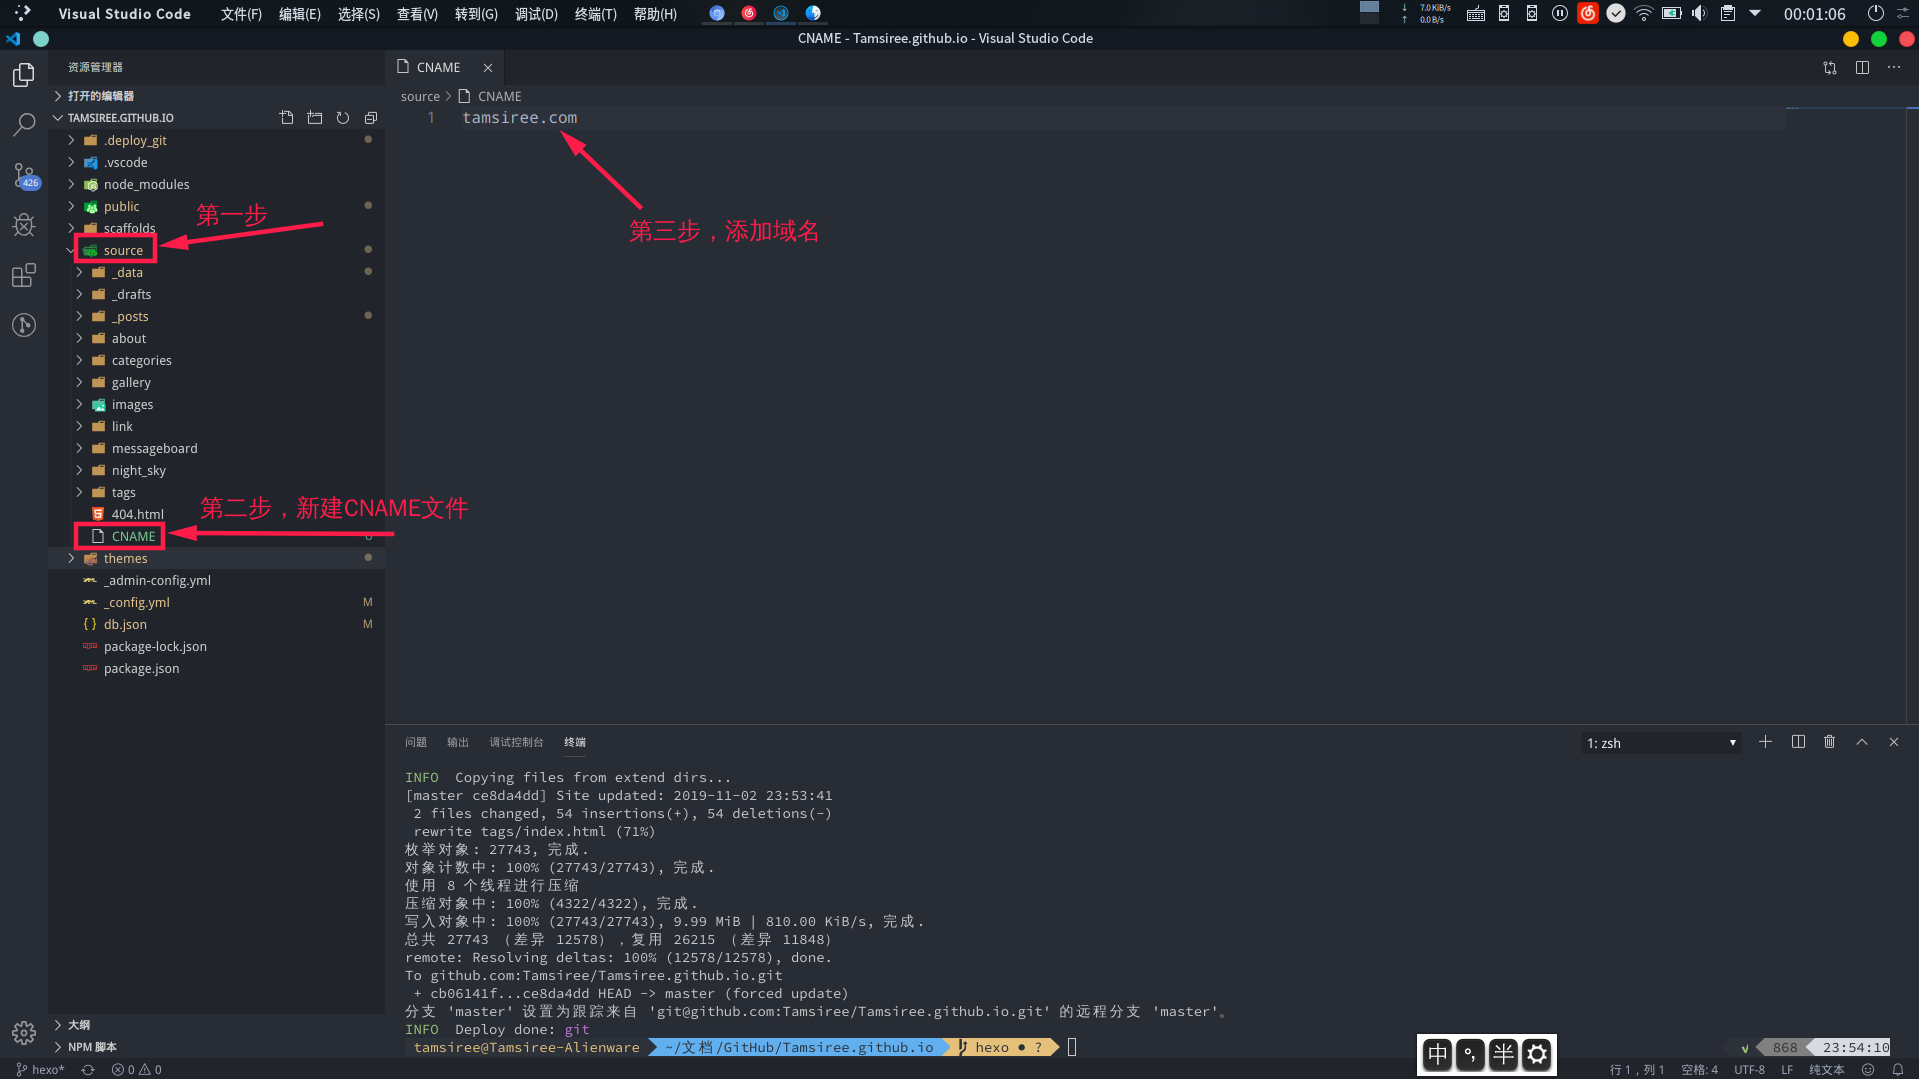 Visual Studio Code 文件(F) 编辑(E) 选择(S) 查看(V) 转到(G) 调试(D) 终端(T) 帮助(H) 7.0 KiB/s 0.0 B/s 00:01:06
CNAME - Tamsiree.github.io - Visual Studio Code
资源管理器
打开的编辑器
TAMSIREE.GITHUB.IO
.deploy_git
.vscode
node_modules
public
scaffolds
source
_data
_drafts
_posts
about
categories
gallery
images
link
messageboard
night_sky
tags
404.html
CNAME
themes
_admin-config.yml
_config.yml M
db.json M
package-lock.json
package.json
大纲
NPM 脚本
426
第一步
第二步，新建CNAME文件
CNAME
source > CNAME
1 tamsiree.com
第三步，添加域名
问题 输出 调试控制台 终端 1: zsh
INFO Copying files from extend dirs...
[master ce8da4dd] Site updated: 2019-11-02 23:53:41
2 files changed, 54 insertions(+), 54 deletions(-)
rewrite tags/index.html (71%)
枚举对象: 27743, 完成.
对象计数中: 100% (27743/27743), 完成.
使用 8 个线程进行压缩
压缩对象中: 100% (4322/4322), 完成.
写入对象中: 100% (27743/27743), 9.99 MiB | 810.00 KiB/s, 完成.
总共 27743 （差异 12578），复用 26215 （差异 11848）
remote: Resolving deltas: 100% (12578/12578), done.
To github.com:Tamsiree/Tamsiree.github.io.git
+ cb06141f...ce8da4dd HEAD -> master (forced update)
分支 'master' 设置为跟踪来自 'git@github.com:Tamsiree/Tamsiree.github.io.git' 的远程分支 'master'。
INFO Deploy done: git
tamsiree@Tamsiree-Alienware ~/文档/GitHub/Tamsiree.github.io hexo ● ? √ 868 23:54:10
中 °, 半
hexo* 0 0 行 1，列 1 空格: 4 UTF-8 LF 纯文本